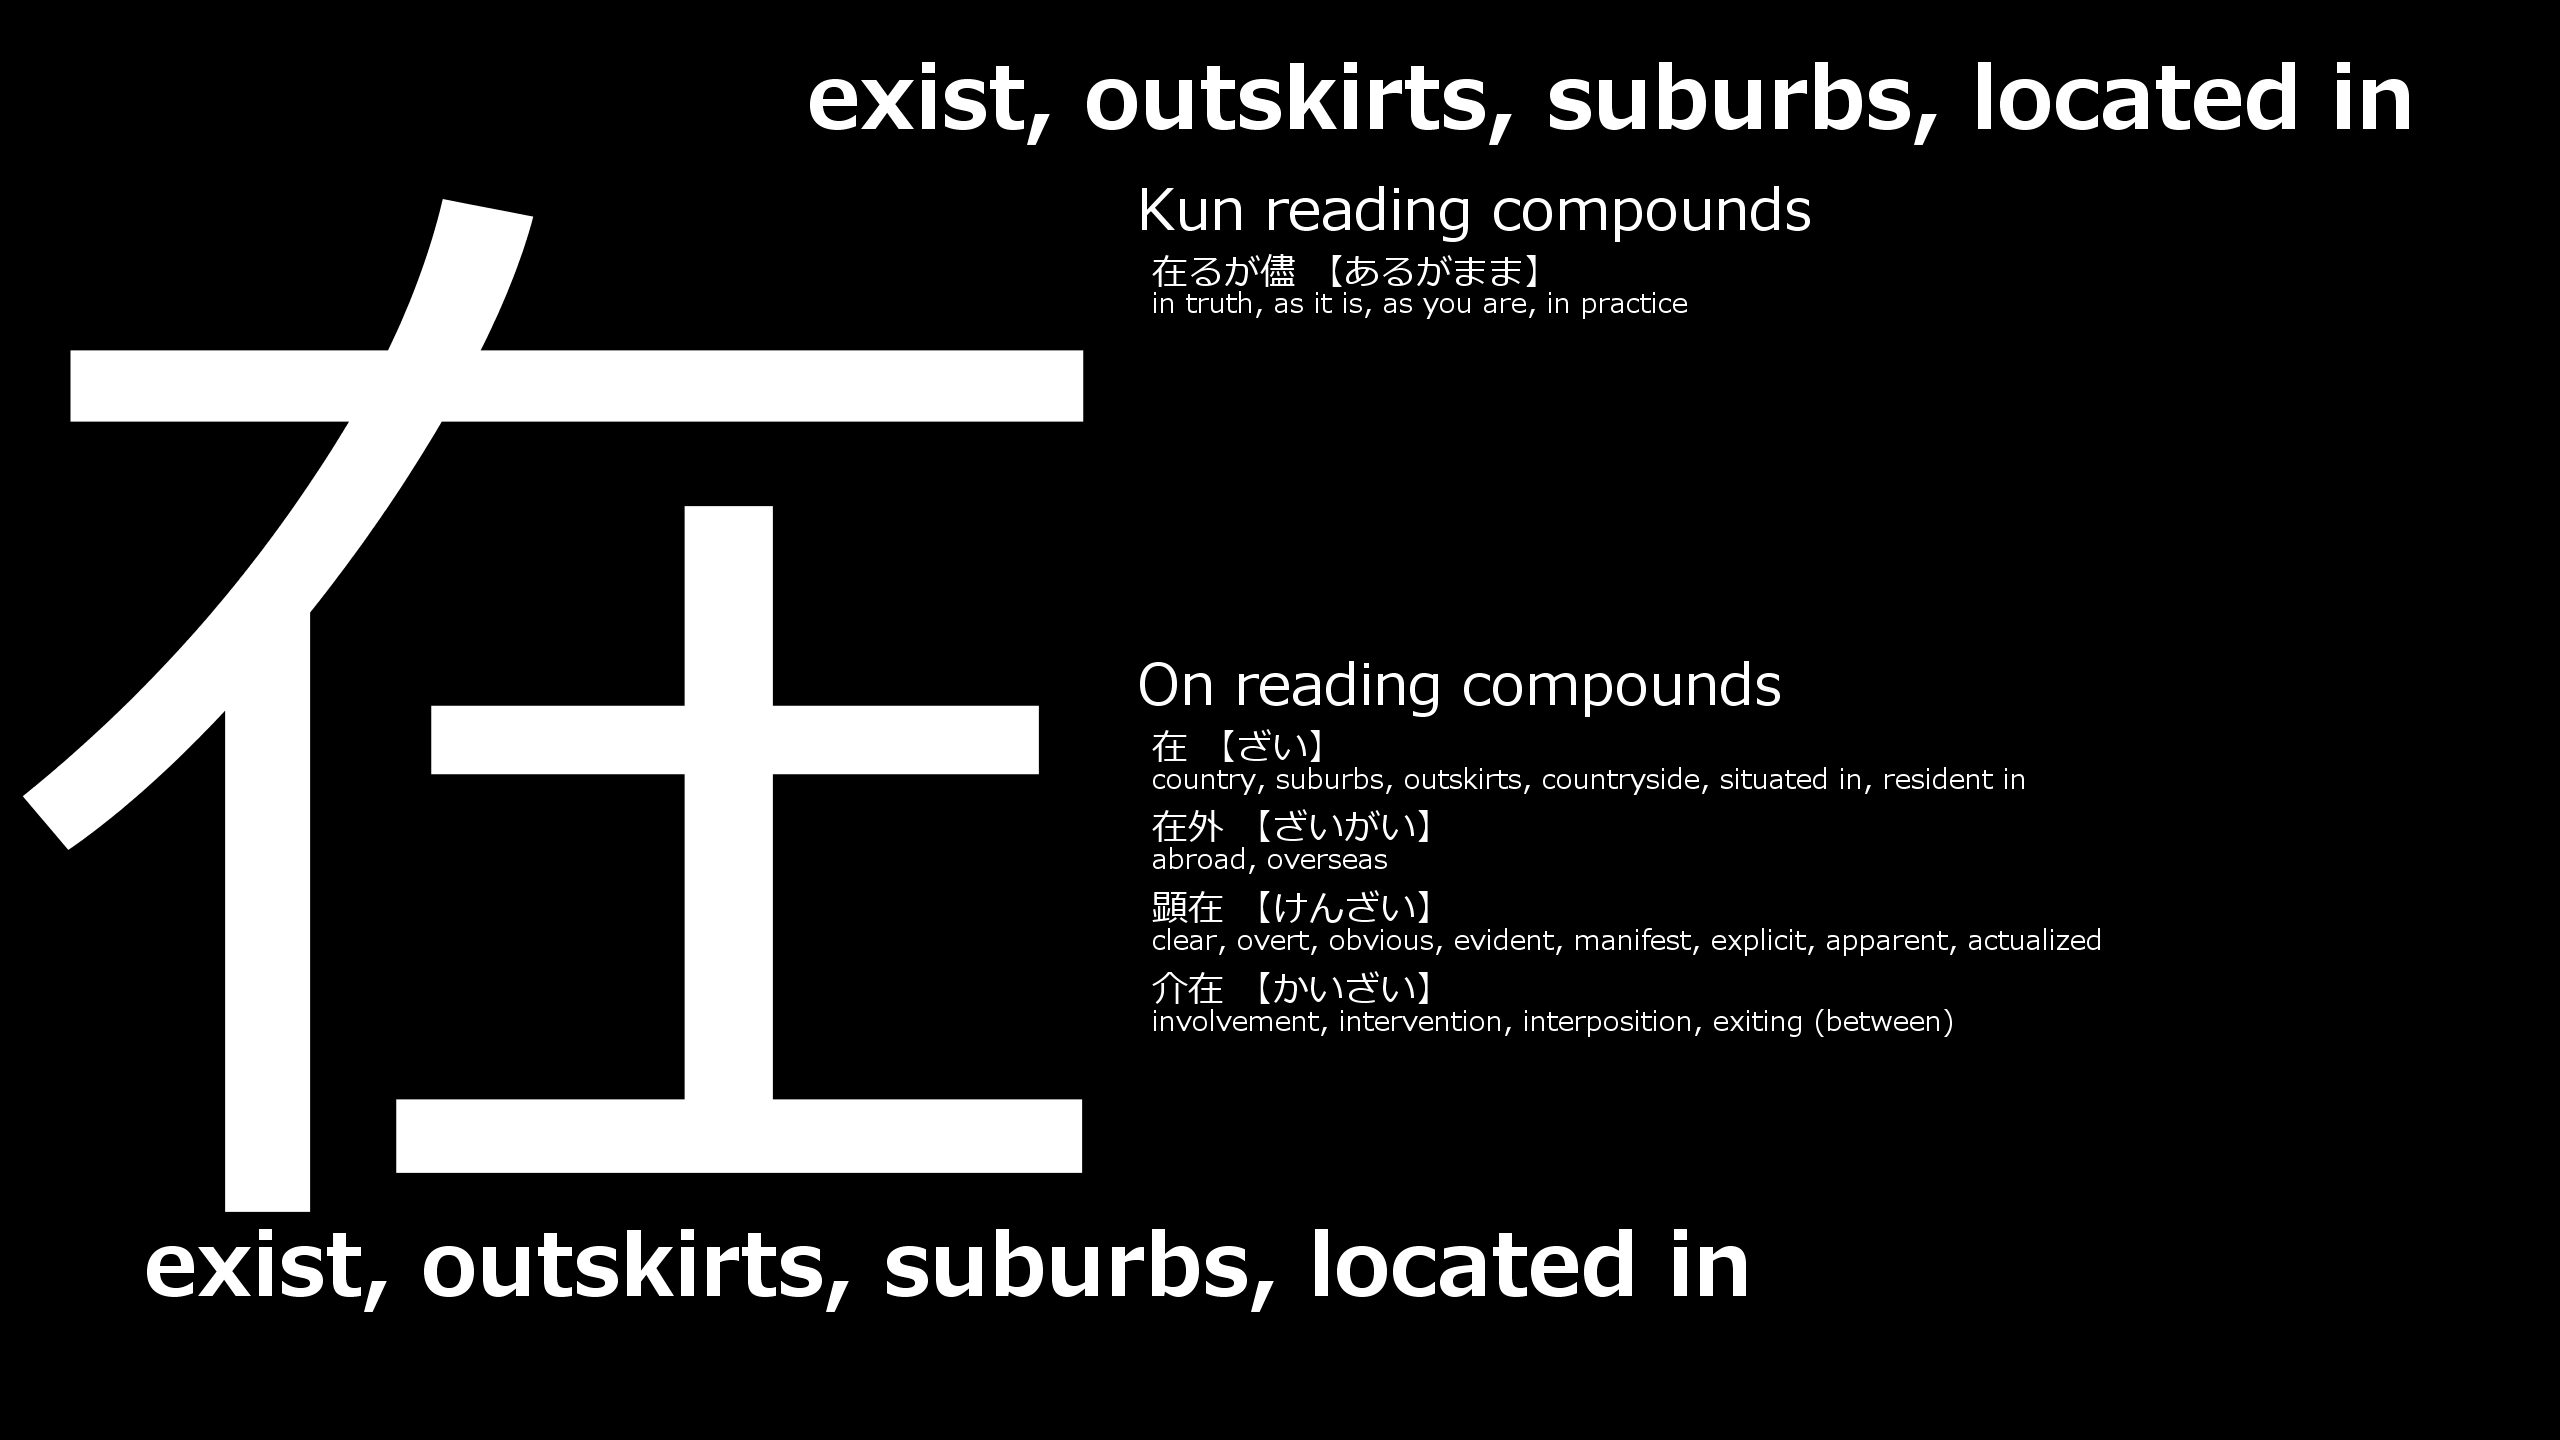 exist, outskirts, suburbs, located in
在
Kun reading compounds
在るが儘 【あるがまま】
in truth, as it is, as you are, in practice
On reading compounds
在 【ざい】
country, suburbs, outskirts, countryside, situated in, resident in
在外 【ざいがい】
abroad, overseas
顕在 【けんざい】
clear, overt, obvious, evident, manifest, explicit, apparent, actualized
介在 【かいざい】
involvement, intervention, interposition, exiting (between)
exist, outskirts, suburbs, located in